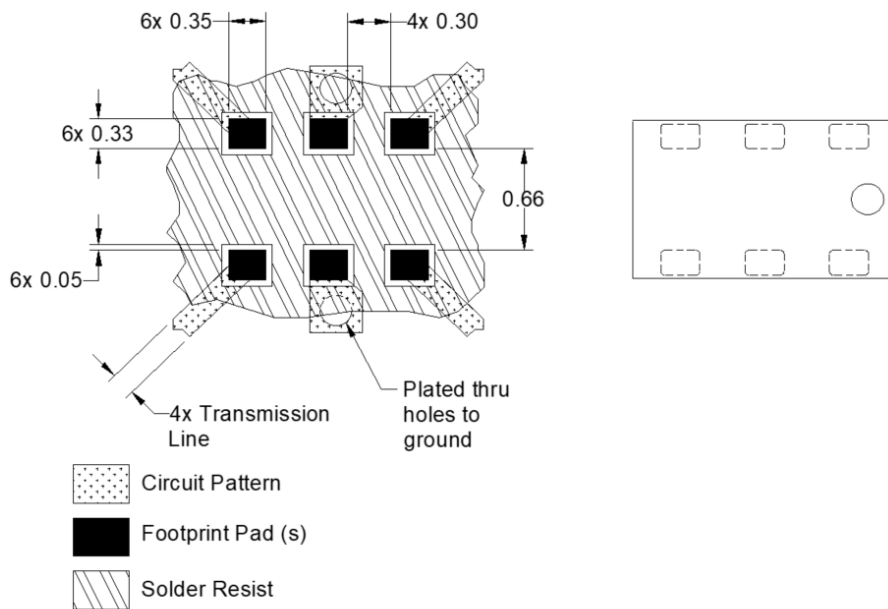 6x 0.35
4x 0.30
6x 0.33
0.66
6x 0.05
4x Transmission
Line
Plated thru
holes to
ground
Circuit Pattern
Footprint Pad (s)
Solder Resist